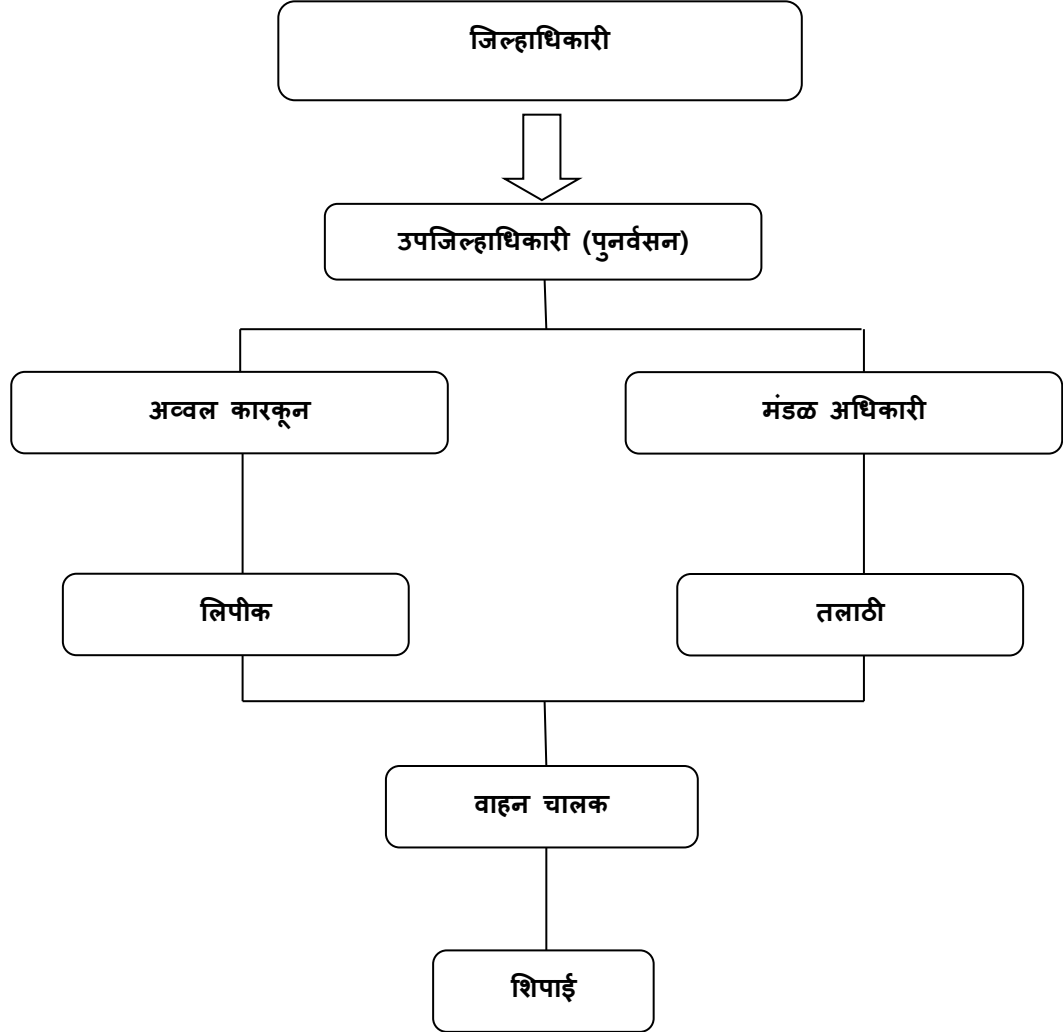 जिल्हाधिकारी
उपजिल्हाधिकारी (पुनर्वसन)
अव्वल कारकून
मंडळ अधिकारी
लिपीक
तलाठी
वाहन चालक
शिपाई